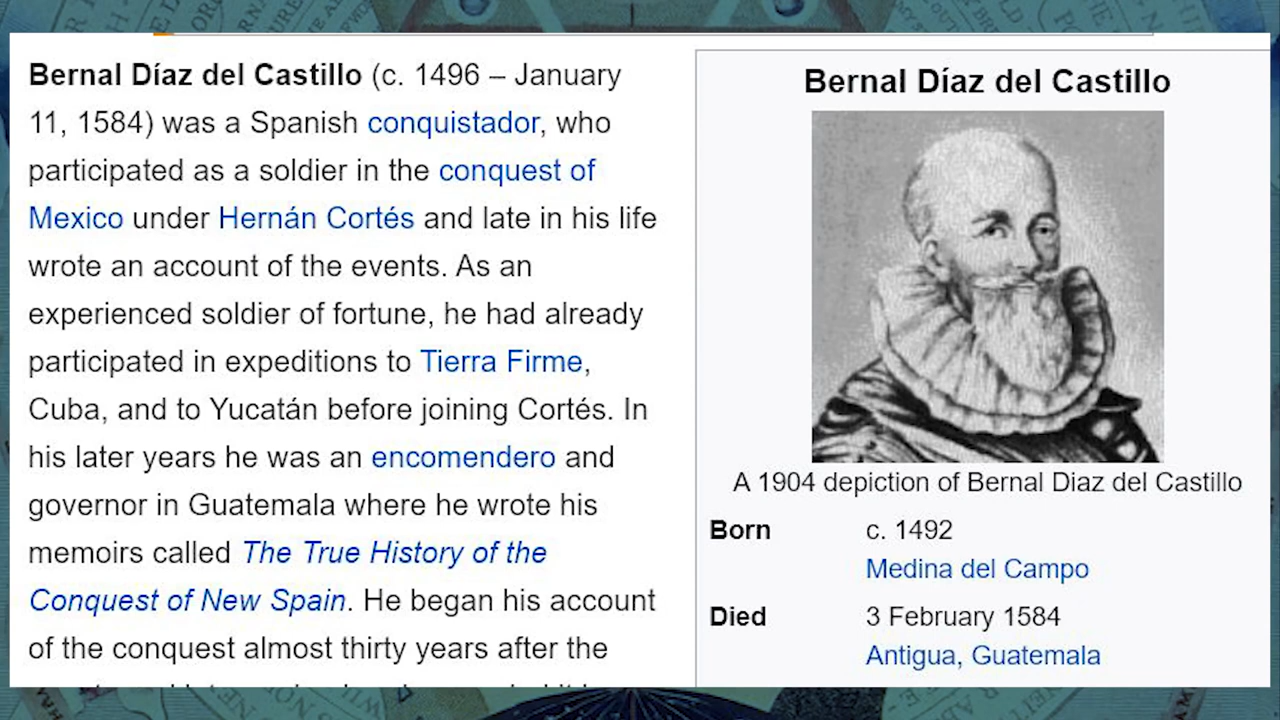 Bernal Díaz del Castillo (c. 1496 – January
11, 1584) was a Spanish conquistador, who
participated as a soldier in the conquest of
Mexico under Hernán Cortés and late in his life
wrote an account of the events. As an
experienced soldier of fortune, he had already
participated in expeditions to Tierra Firme,
Cuba, and to Yucatán before joining Cortés. In
his later years he was an encomendero and
governor in Guatemala where he wrote his
memoirs called The True History of the
Conquest of New Spain. He began his account
of the conquest almost thirty years after the
Bernal Díaz del Castillo
A 1904 depiction of Bernal Diaz del Castillo
Born c. 1492
Medina del Campo
Died 3 February 1584
Antigua, Guatemala